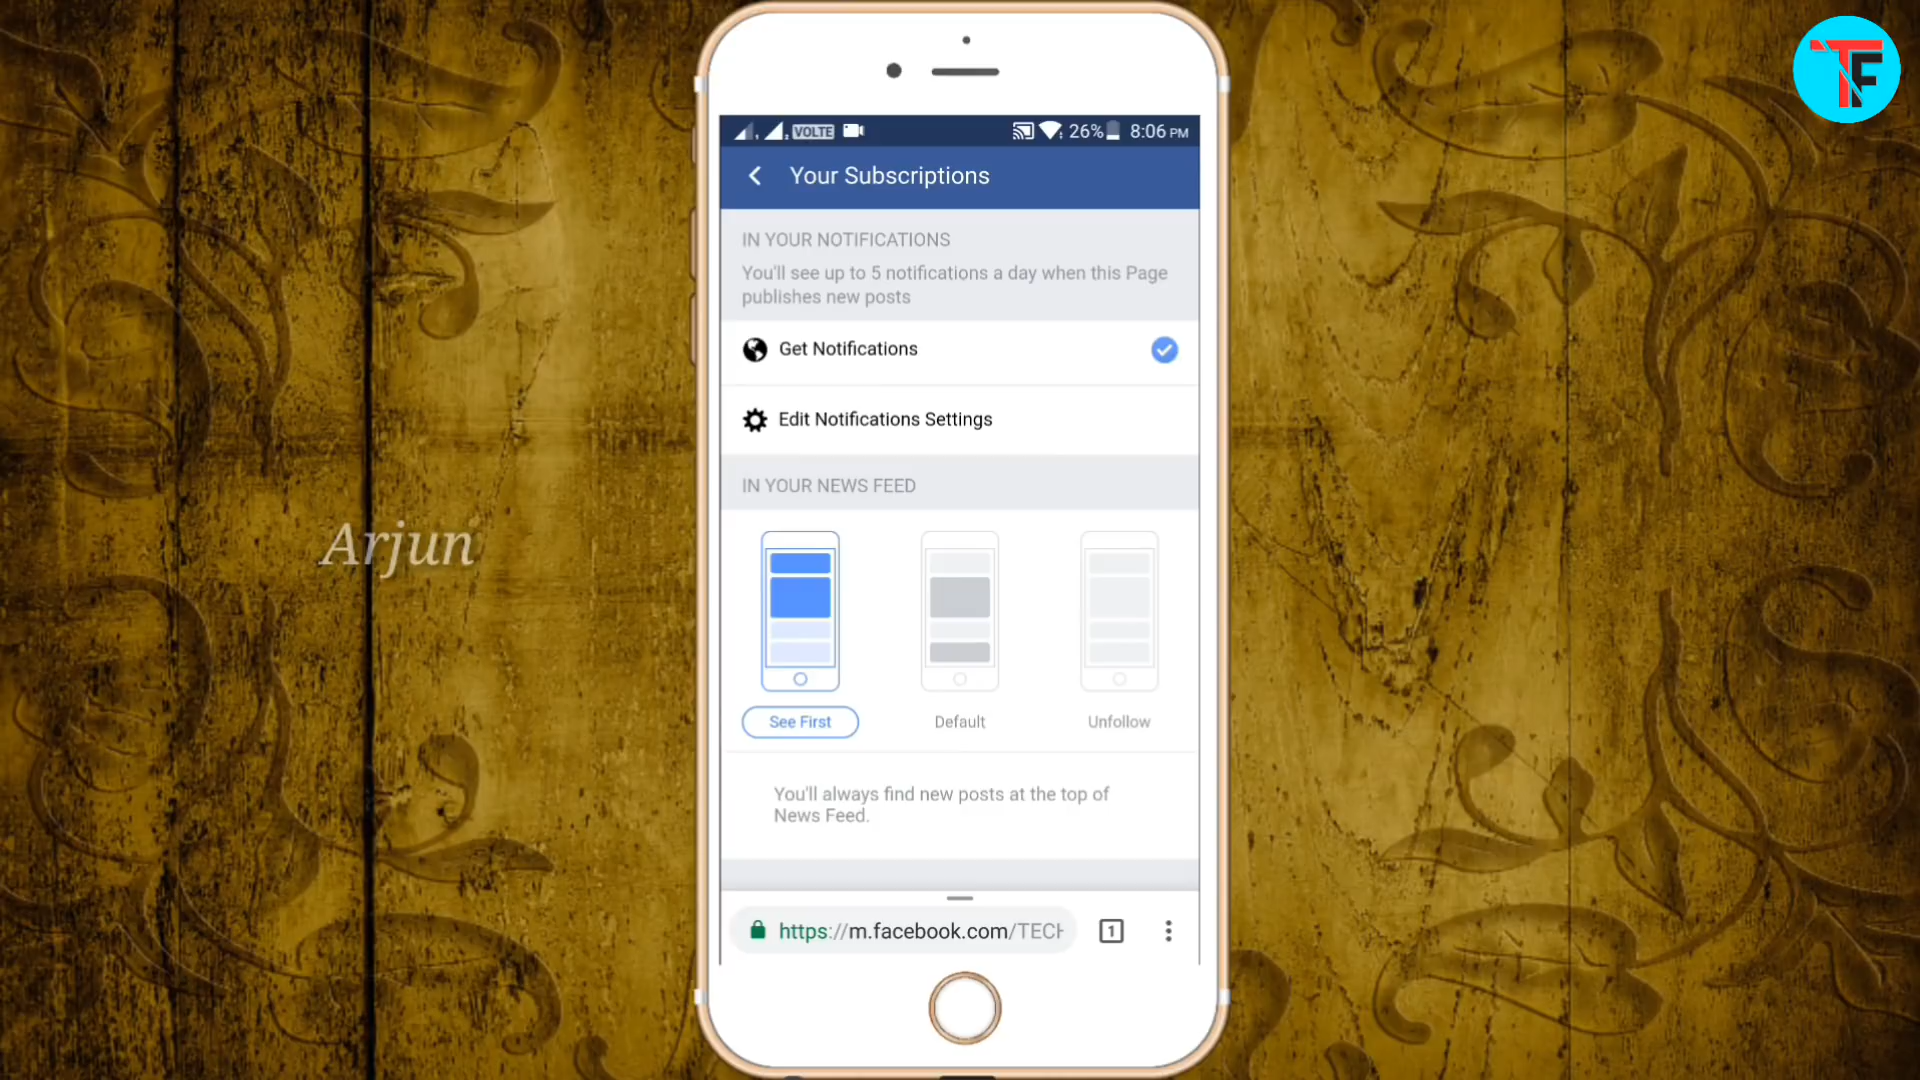 TF
VOLTE
26%
8:06 PM
Your Subscriptions
IN YOUR NOTIFICATIONS
You'll see up to 5 notifications a day when this Page
publishes new posts
Get Notifications
Edit Notifications Settings
IN YOUR NEWS FEED
Arjun
See First
Default
Unfollow
You'll always find new posts at the top of
News Feed.
https://m.facebook.com/TECH
1